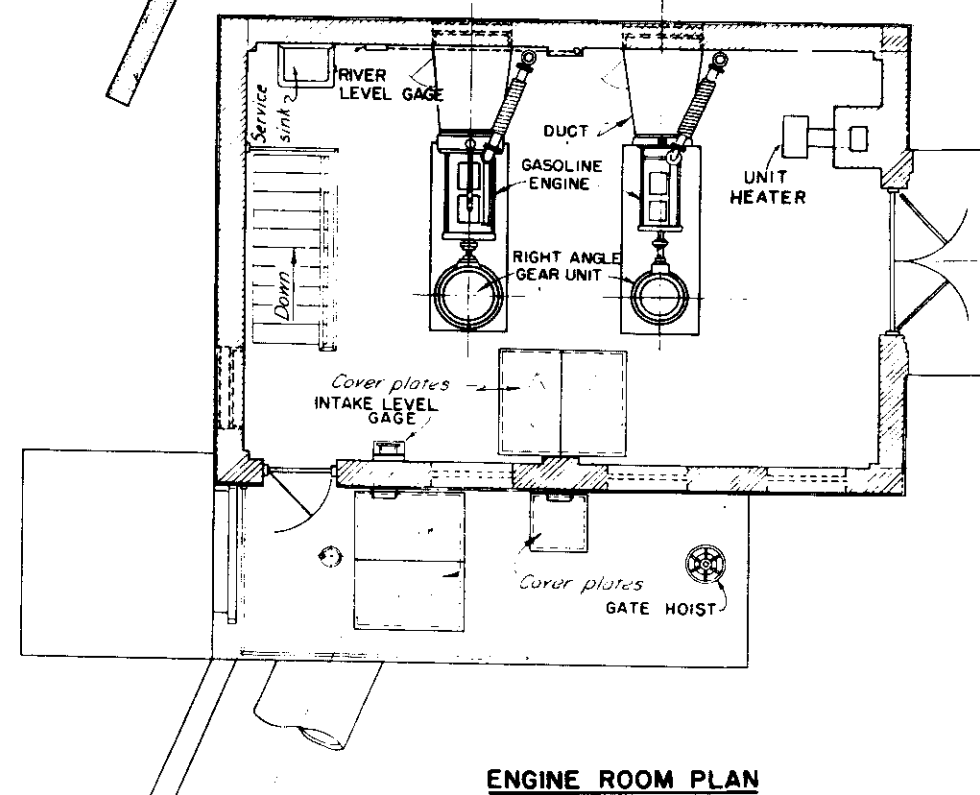 RIVER
LEVEL GAGE
Service
sink
DUCT
GASOLINE
ENGINE
UNIT
HEATER
RIGHT ANGLE
GEAR UNIT
Down
Cover plates
INTAKE LEVEL
GAGE
Cover plates
GATE HOIST
ENGINE ROOM PLAN